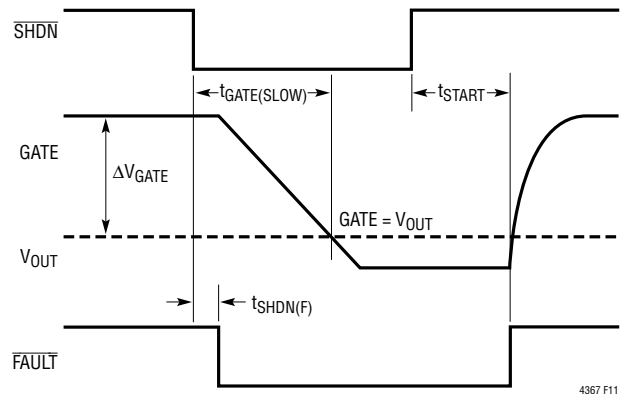 SHDN
tGATE(SLOW)
tSTART
GATE
ΔVGATE
GATE = VOUT
VOUT
tSHDN(F)
FAULT
4367 F11